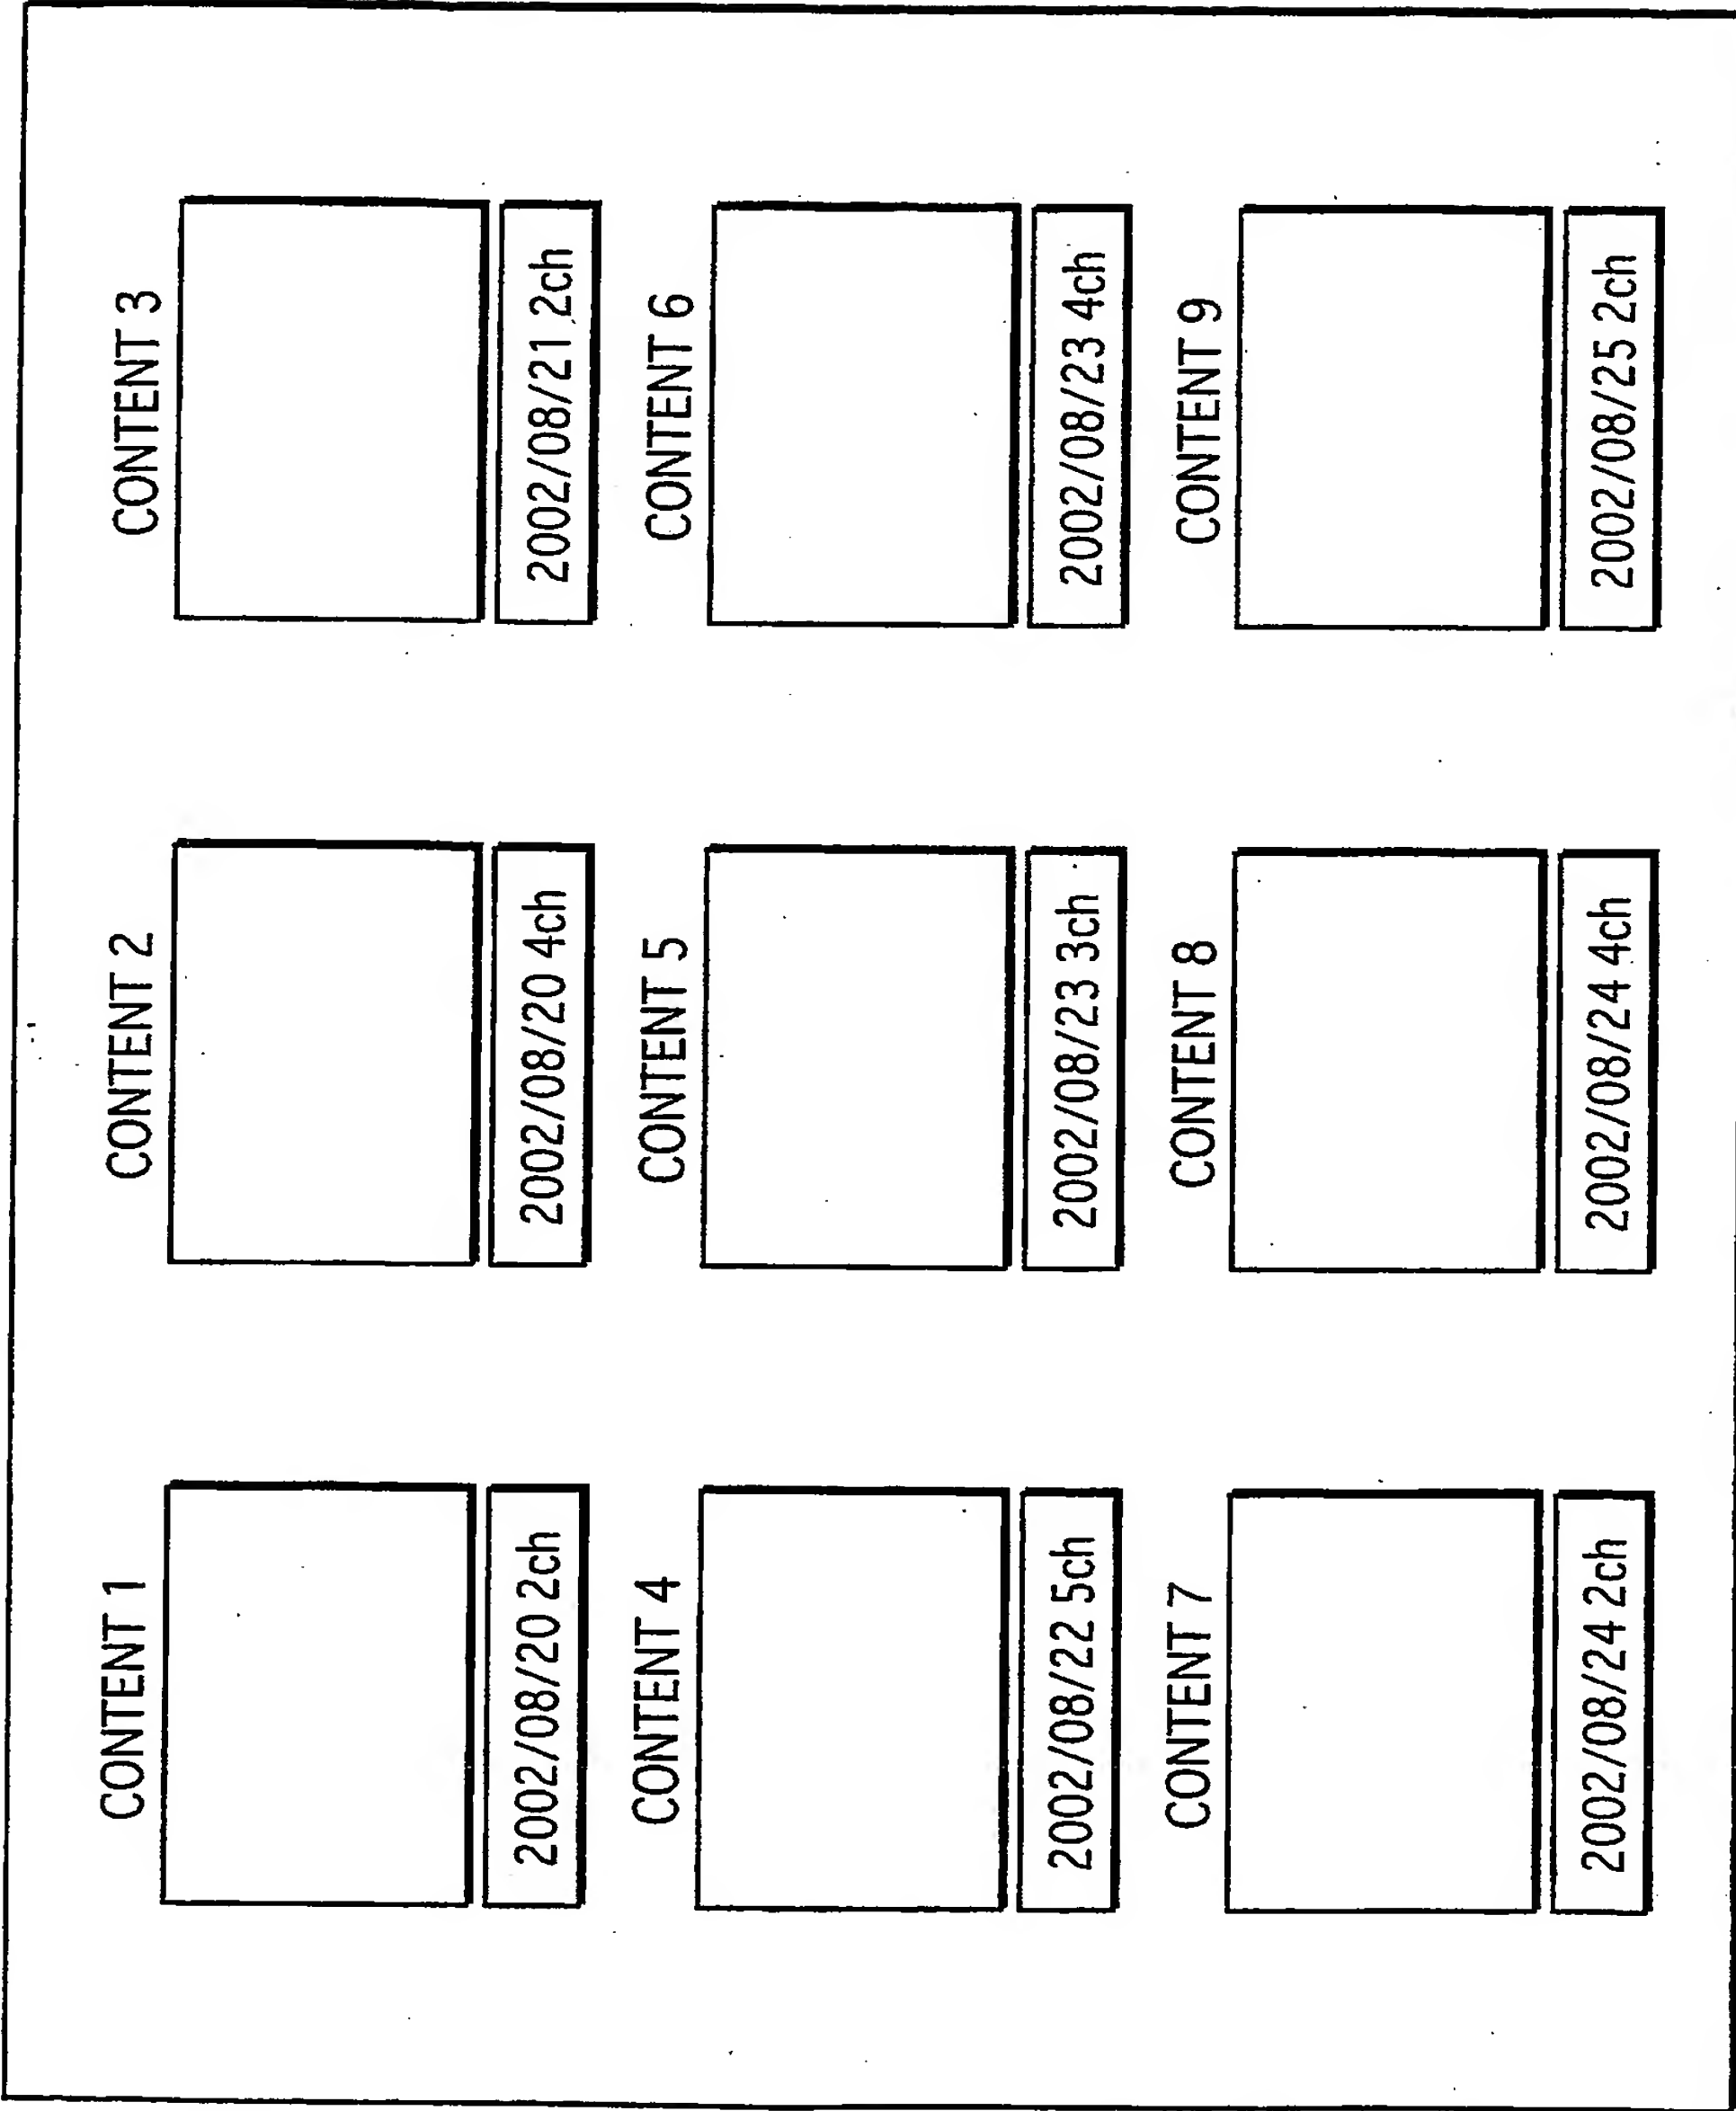 CONTENT 1
CONTENT 2
CONTENT 3
2002/08/20 2ch
2002/08/20 4ch
2002/08/21 2ch
CONTENT 4
CONTENT 5
CONTENT 6
2002/08/22 5ch
2002/08/23 3ch
2002/08/23 4ch
CONTENT 7
CONTENT 8
CONTENT 9
2002/08/24 2ch
2002/08/24 4ch
2002/08/25 2ch